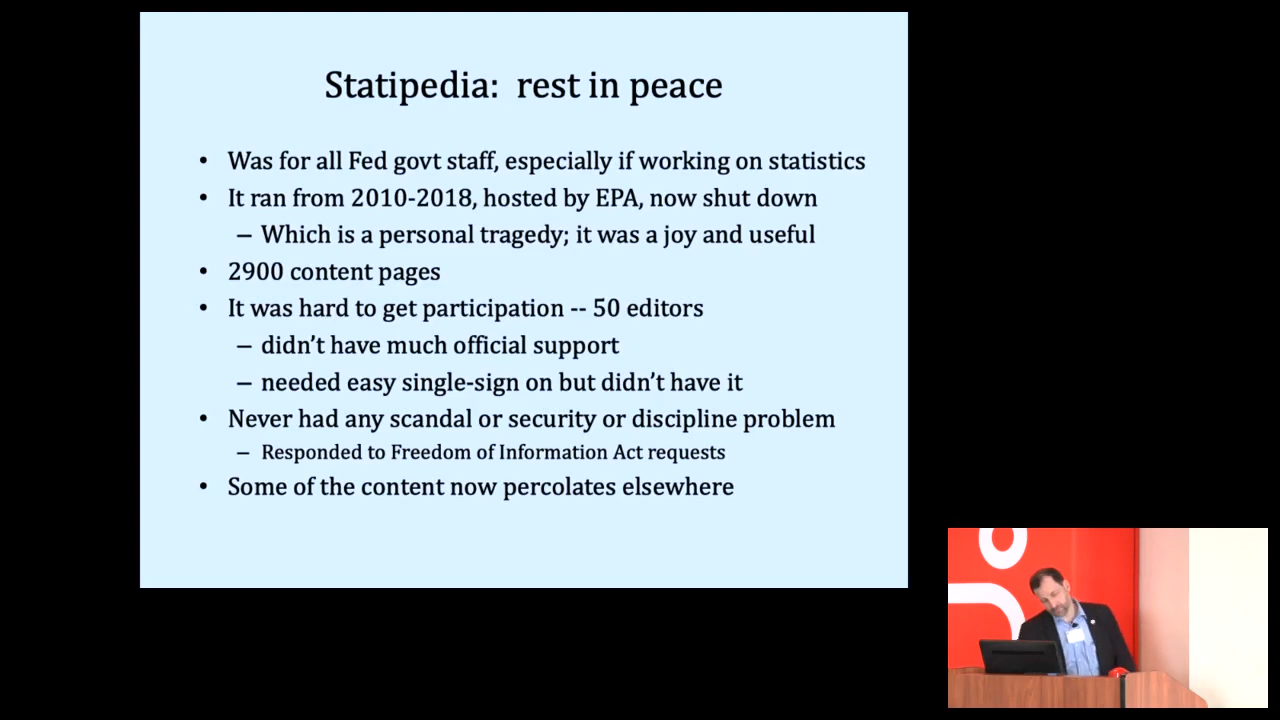 Statipedia: rest in peace
• Was for all Fed govt staff, especially if working on statistics
• It ran from 2010-2018, hosted by EPA, now shut down
– Which is a personal tragedy; it was a joy and useful
• 2900 content pages
• It was hard to get participation -- 50 editors
– didn’t have much official support
– needed easy single-sign on but didn’t have it
• Never had any scandal or security or discipline problem
– Responded to Freedom of Information Act requests
• Some of the content now percolates elsewhere